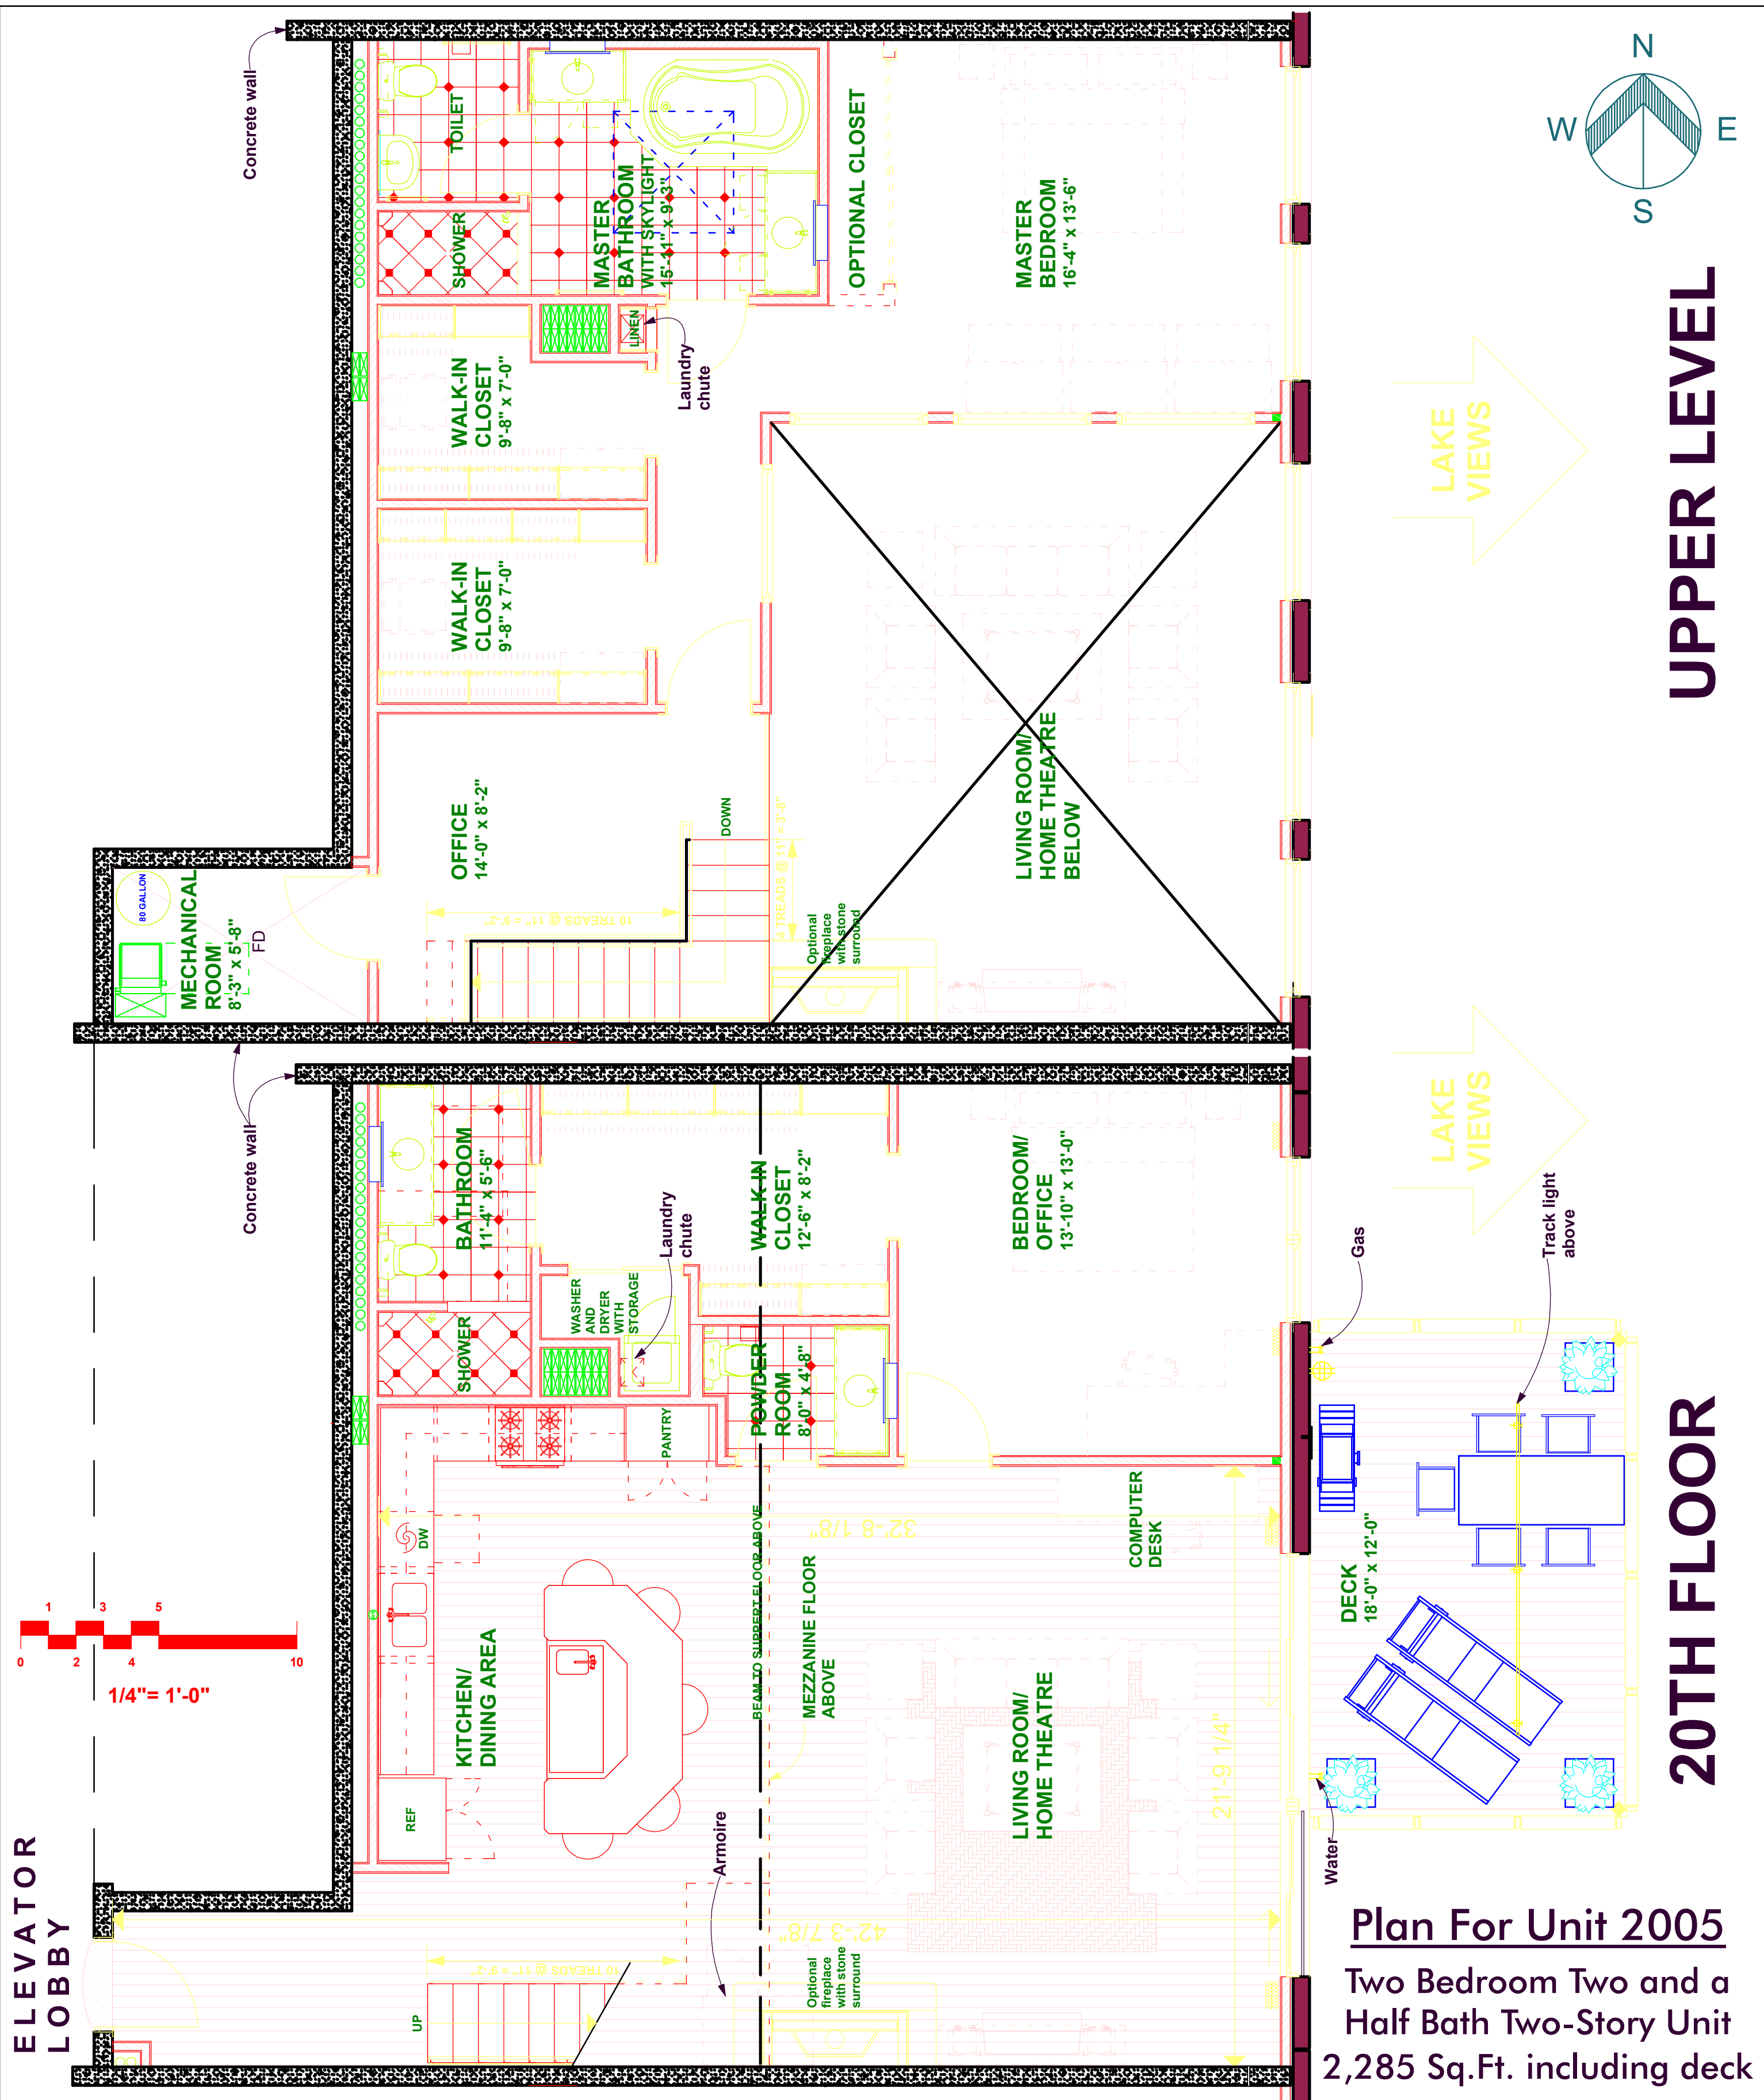 N
W
E
S
UPPER LEVEL
Concrete wall
TOILET
SHOWER
MASTER
BATHROOM
WITH SKYLIGHT
15'-11" x 9'3"
OPTIONAL CLOSET
MASTER
BEDROOM
16'-4" x 13'-6"
LINEN
Laundry
chute
WALK-IN
CLOSET
9'-8" x 7'-0"
WALK-IN
CLOSET
9'-8" x 7'-0"
LAKE
VIEWS
OFFICE
14'-0" x 8'-2"
DOWN
10 TREADS @ 11" = 9'-2"
4 TREADS @ 11" = 3'-8"
LIVING ROOM/
HOME THEATRE
BELOW
Optional
fireplace
with stone
surround
80 GALLON
MECHANICAL
ROOM
8'-3" x 5'-8"
FD
Concrete wall
BATHROOM
11'-4" x 5'-6"
SHOWER
WASHER
AND
DRYER
WITH
STORAGE
Laundry
chute
WALK-IN
CLOSET
12'-6" x 8'-2"
BEDROOM/
OFFICE
13'-10" x 13'-0"
LAKE
VIEWS
POWDER
ROOM
8'-0" x 4'-8"
PANTRY
DW
KITCHEN/
DINING AREA
REF
BEAM TO SUPPERT FLOOR ABOVE
MEZZANINE FLOOR
ABOVE
32'-8 1/8"
COMPUTER
DESK
LIVING ROOM/
HOME THEATRE
21'-9 1/4"
42'-3 7/8"
Armoire
UP
10 TREADS @ 11" = 9'-2"
Optional
fireplace
with stone
surround
Gas
Track light
above
DECK
18'-0" x 12'-0"
Water
20TH FLOOR
1 3 5
0 2 4 10
1/4"= 1'-0"
ELEVATOR
LOBBY
Plan For Unit 2005
Two Bedroom Two and a
Half Bath Two-Story Unit
2,285 Sq.Ft. including deck